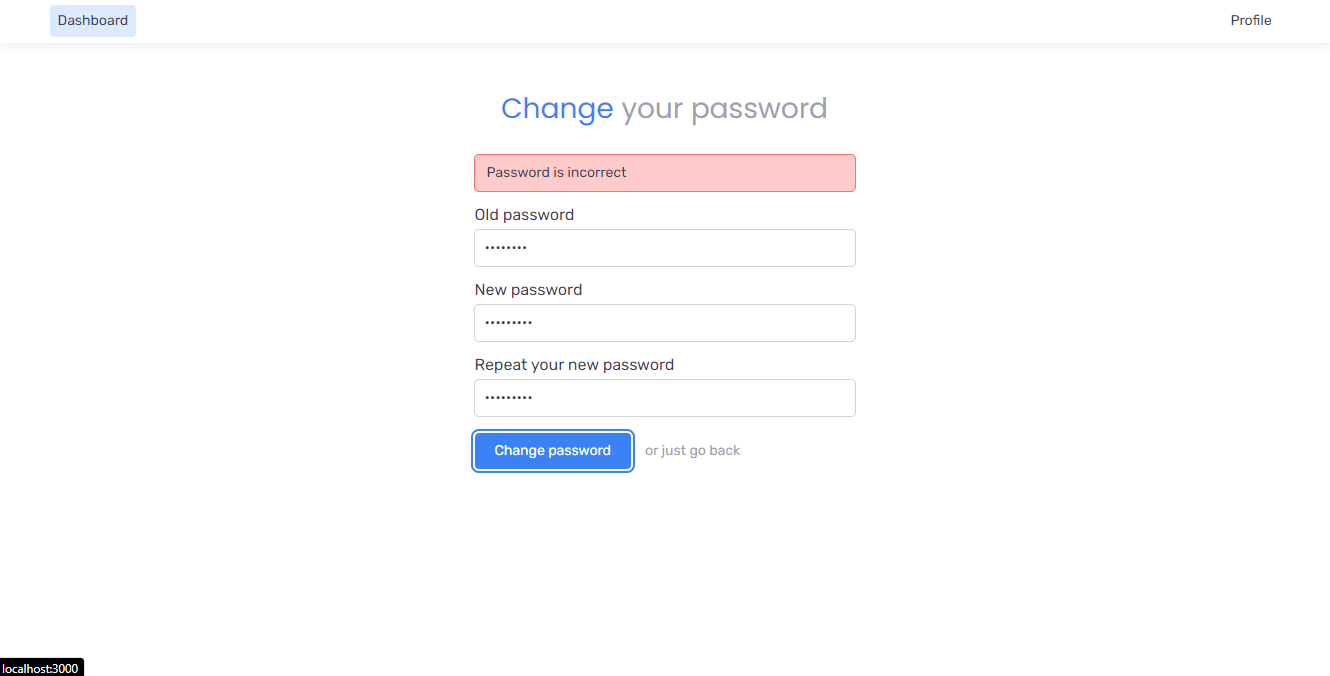 Dashboard
Profile
Change your password
Password is incorrect
Old password
••••••••
New password
•••••••••
Repeat your new password
•••••••••
Change password
or just go back
localhost:3000